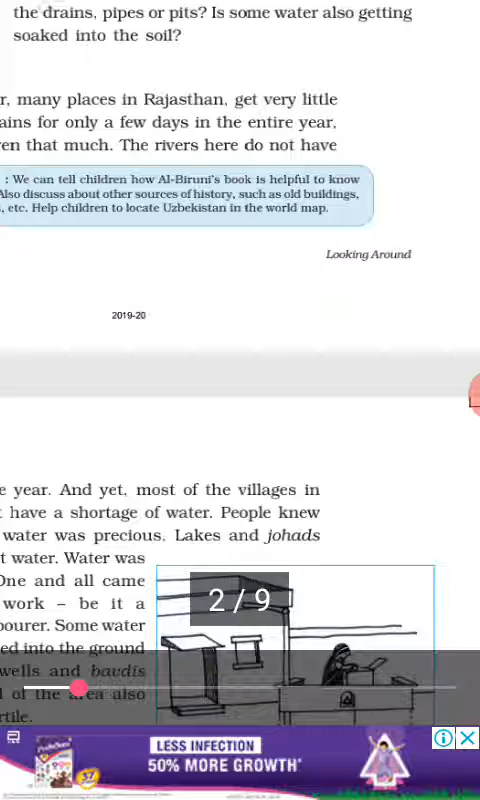 the drains, pipes or pits? Is some water also getting
soaked into the soil?
r, many places in Rajasthan, get very little
ains for only a few days in the entire year,
en that much. The rivers here do not have
: We can tell children how Al-Biruni's book is helpful to know
Also discuss about other sources of history, such as old buildings,
, etc. Help children to locate Uzbekistan in the world map.
Looking Around
2019-20
e year. And yet, most of the villages in
t have a shortage of water. People knew
water was precious. Lakes and johads
t water. Water was
One and all came
work – be it a
bourer. Some water
ed into the ground
wells and bavdis
l of the area also
rtile.
2 / 9
LESS INFECTION
50% MORE GROWTH*